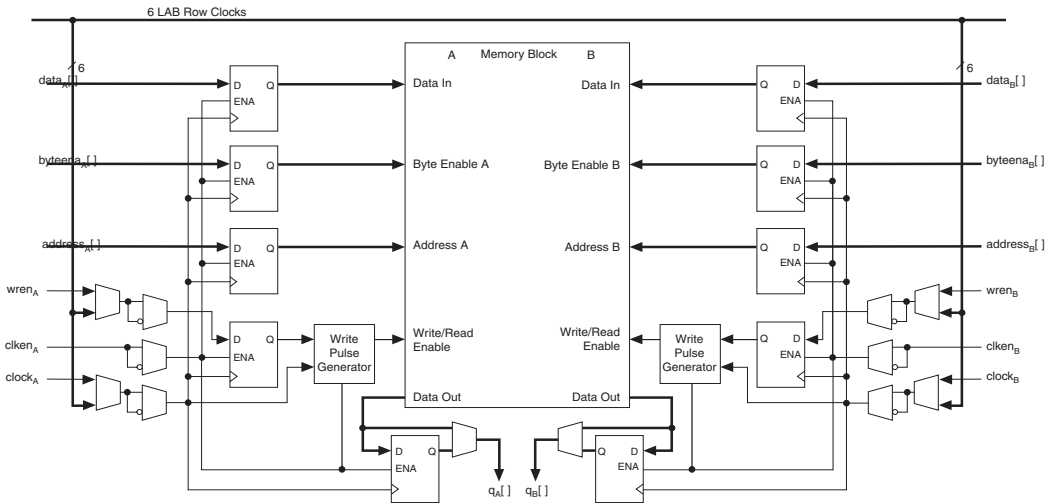 6 LAB Row Clocks
A Memory Block B
6
6
data_A[ ]
D Q
ENA
Data In
Data In
Q D
ENA
data_B[ ]
byteena_A[ ]
D Q
ENA
Byte Enable A
Byte Enable B
Q D
ENA
byteena_B[ ]
address_A[ ]
D Q
ENA
Address A
Address B
Q D
ENA
address_B[ ]
wren_A
wren_B
clken_A
D Q
ENA
Write
Pulse
Generator
Write/Read
Enable
Write/Read
Enable
Write
Pulse
Generator
Q D
ENA
clken_B
clock_A
clock_B
Data Out
Data Out
D Q
ENA
q_A[ ]
q_B[ ]
Q D
ENA